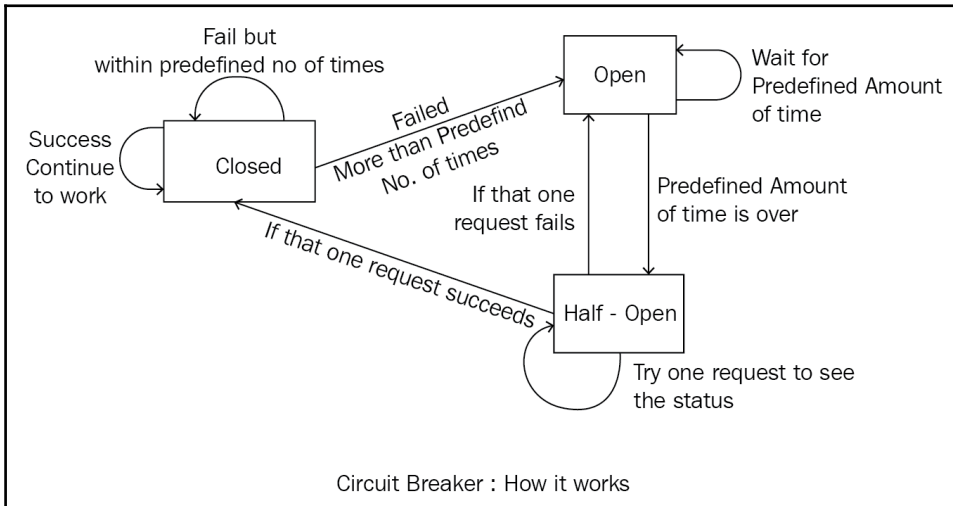 Fail but
within predefined no of times
Success
Continue
to work
Closed
Failed
More than Predefind
No. of times
Open
Wait for
Predefined Amount
of time
If that one
request fails
Predefined Amount
of time is over
If that one request succeeds
Half - Open
Try one request to see
the status
Circuit Breaker : How it works